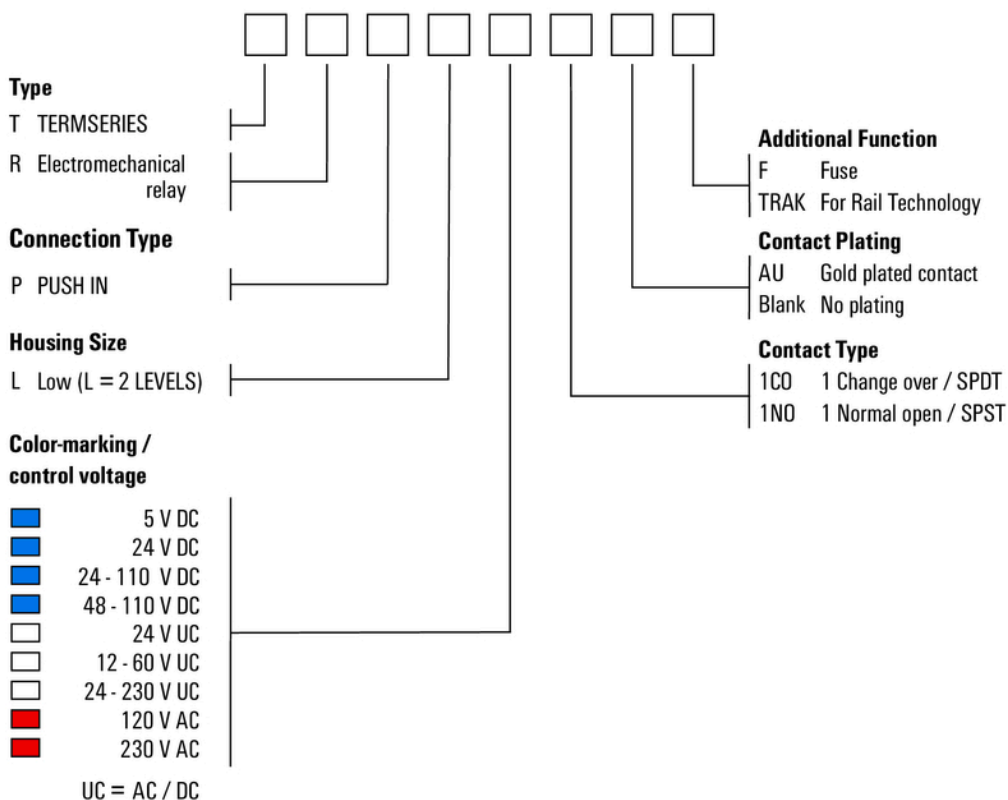 Type
T TERMSERIES
R Electromechanical
relay
Connection Type
P PUSH IN
Housing Size
L Low (L = 2 LEVELS)
Color-marking /
control voltage
5 V DC
24 V DC
24 - 110 V DC
48 - 110 V DC
24 V UC
12 - 60 V UC
24 - 230 V UC
120 V AC
230 V AC
UC = AC / DC
Additional Function
F Fuse
TRAK For Rail Technology
Contact Plating
AU Gold plated contact
Blank No plating
Contact Type
1CO 1 Change over / SPDT
1NO 1 Normal open / SPST